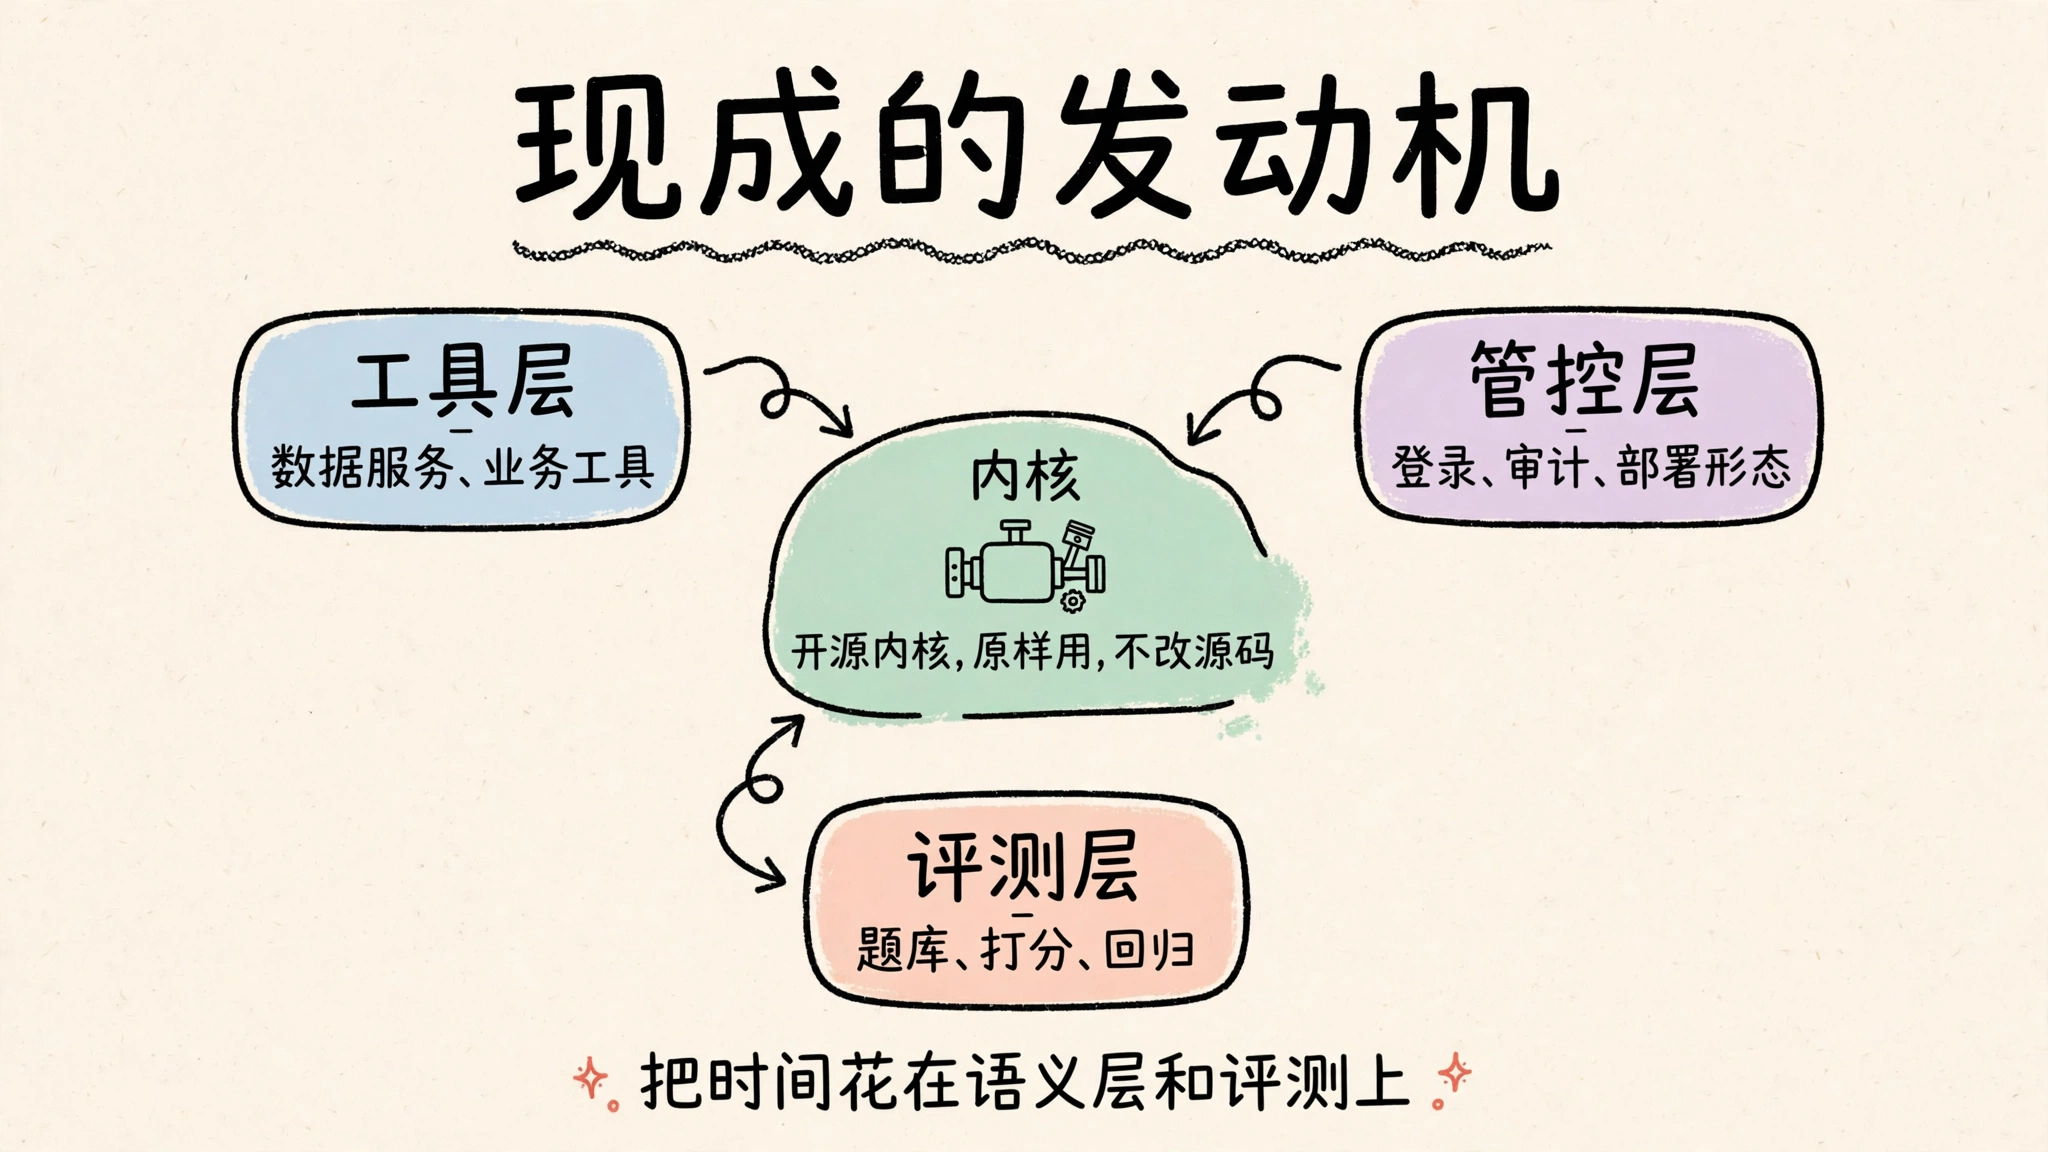 现成的发动机
工具层
数据服务、业务工具
管控层
登录、审计、部署形态
内核
开源内核,原样用,不改源码
评测层
题库、打分、回归
把时间花在语义层和评测上